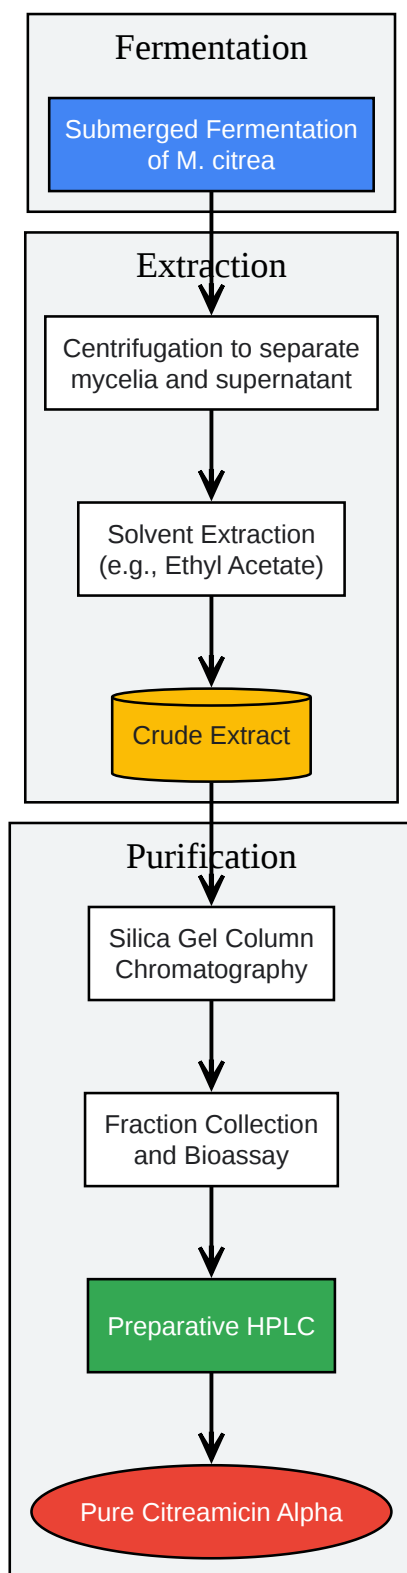 Fermentation
Submerged Fermentation
of M. citrea
Extraction
Centrifugation to separate
mycelia and supernatant
Solvent Extraction
(e.g., Ethyl Acetate)
Crude Extract
Purification
Silica Gel Column
Chromatography
Fraction Collection
and Bioassay
Preparative HPLC
Pure Citreamicin Alpha